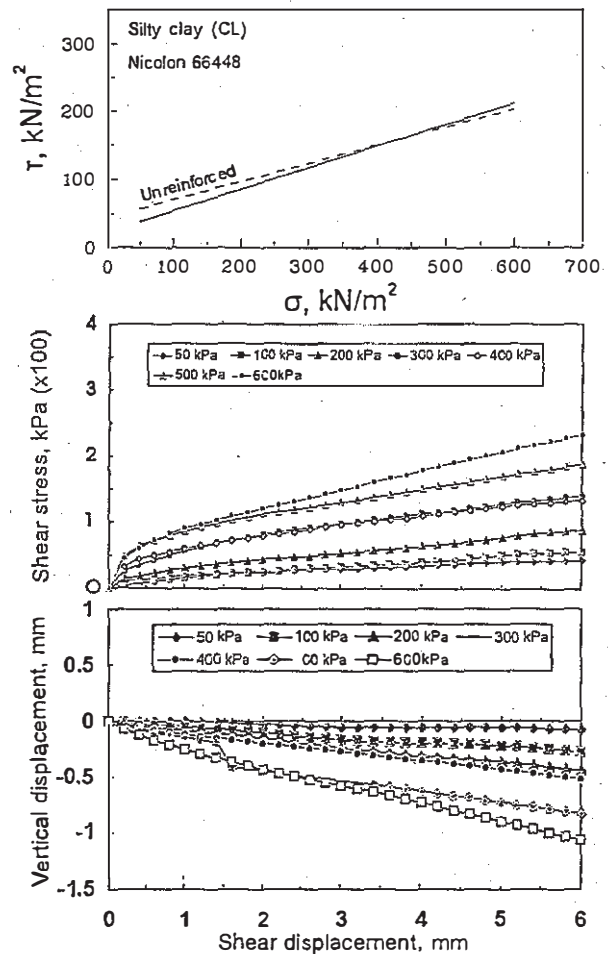 Silty clay (CL)
Nicolon 66448
Unreinforced
τ, kN/m²
300
200
100
0
0 100 200 300 400 500 600 700
σ, kN/m²
50 kPa 100 kPa 200 kPa 300 kPa 400 kPa
500 kPa 600kPa
Shear stress, kPa (x100)
4
3
2
1
0
50 kPa 100 kPa 200 kPa 300 kPa
400 kPa 00 kPa 600kPa
Vertical displacement, mm
1
0.5
0
-0.5
-1
-1.5
0 1 2 3 4 5 6
Shear displacement, mm